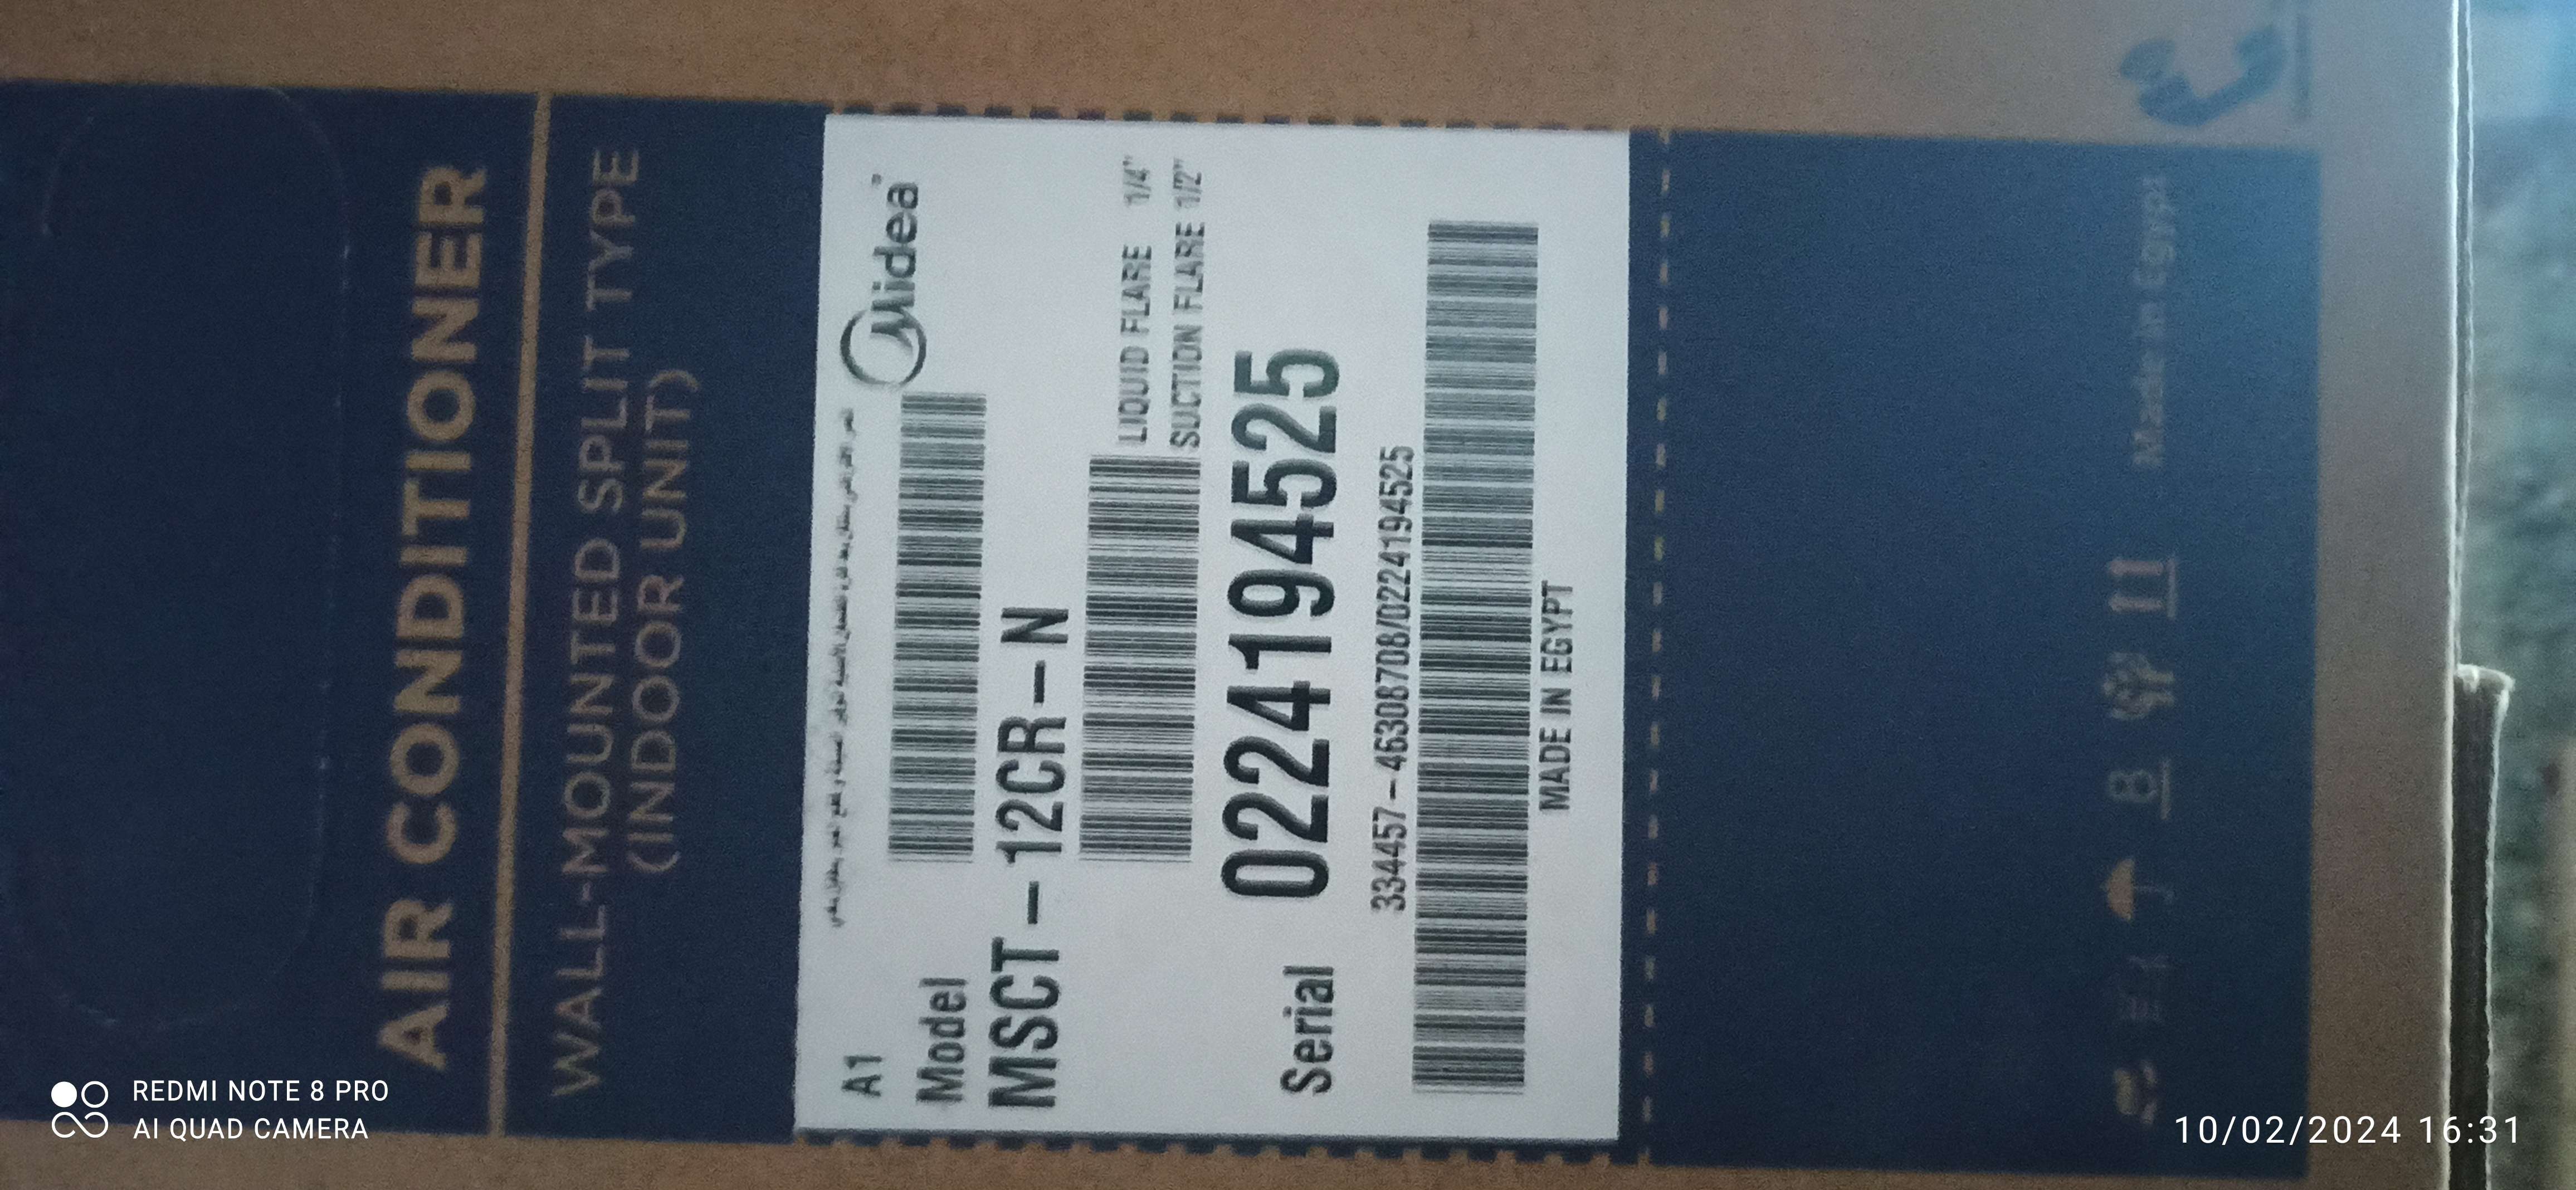 AIR CONDITIONER
WALL-MOUNTED SPLIT TYPE
(INDOOR UNIT)
A1
Midea
Model
MSCT-12CR-N
LIQUID FLARE 1/4"
SUCTION FLARE 1/2"
Serial 0224194525
334457-46308708/0224194525
MADE IN EGYPT
Made in Egypt
8
REDMI NOTE 8 PRO
AI QUAD CAMERA
10/02/2024 16:31